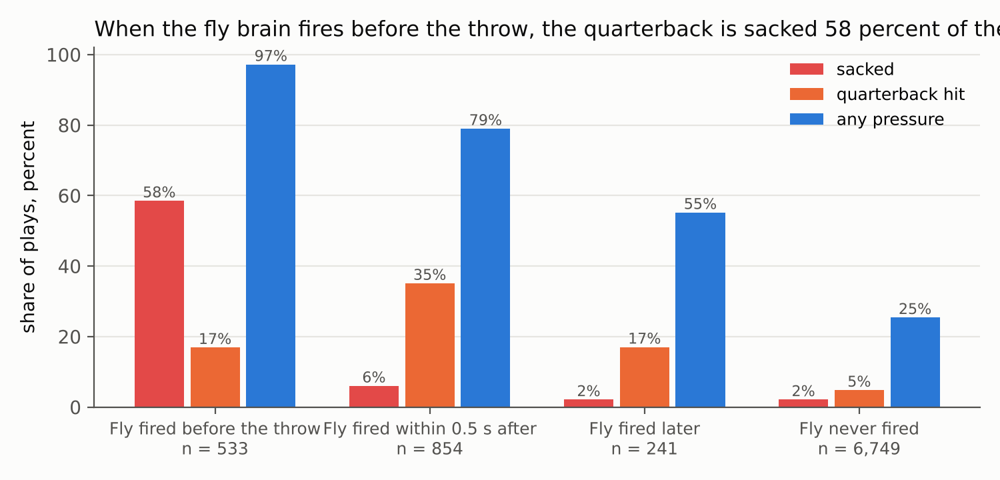 When the fly brain fires before the throw, the quarterback is sacked 58 percent of the
100
80
60
40
20
0
share of plays, percent
sacked
quarterback hit
any pressure
58%
17%
97%
6%
35%
79%
2%
17%
55%
2%
5%
25%
Fly fired before the throw
n = 533
Fly fired within 0.5 s after
n = 854
Fly fired later
n = 241
Fly never fired
n = 6,749